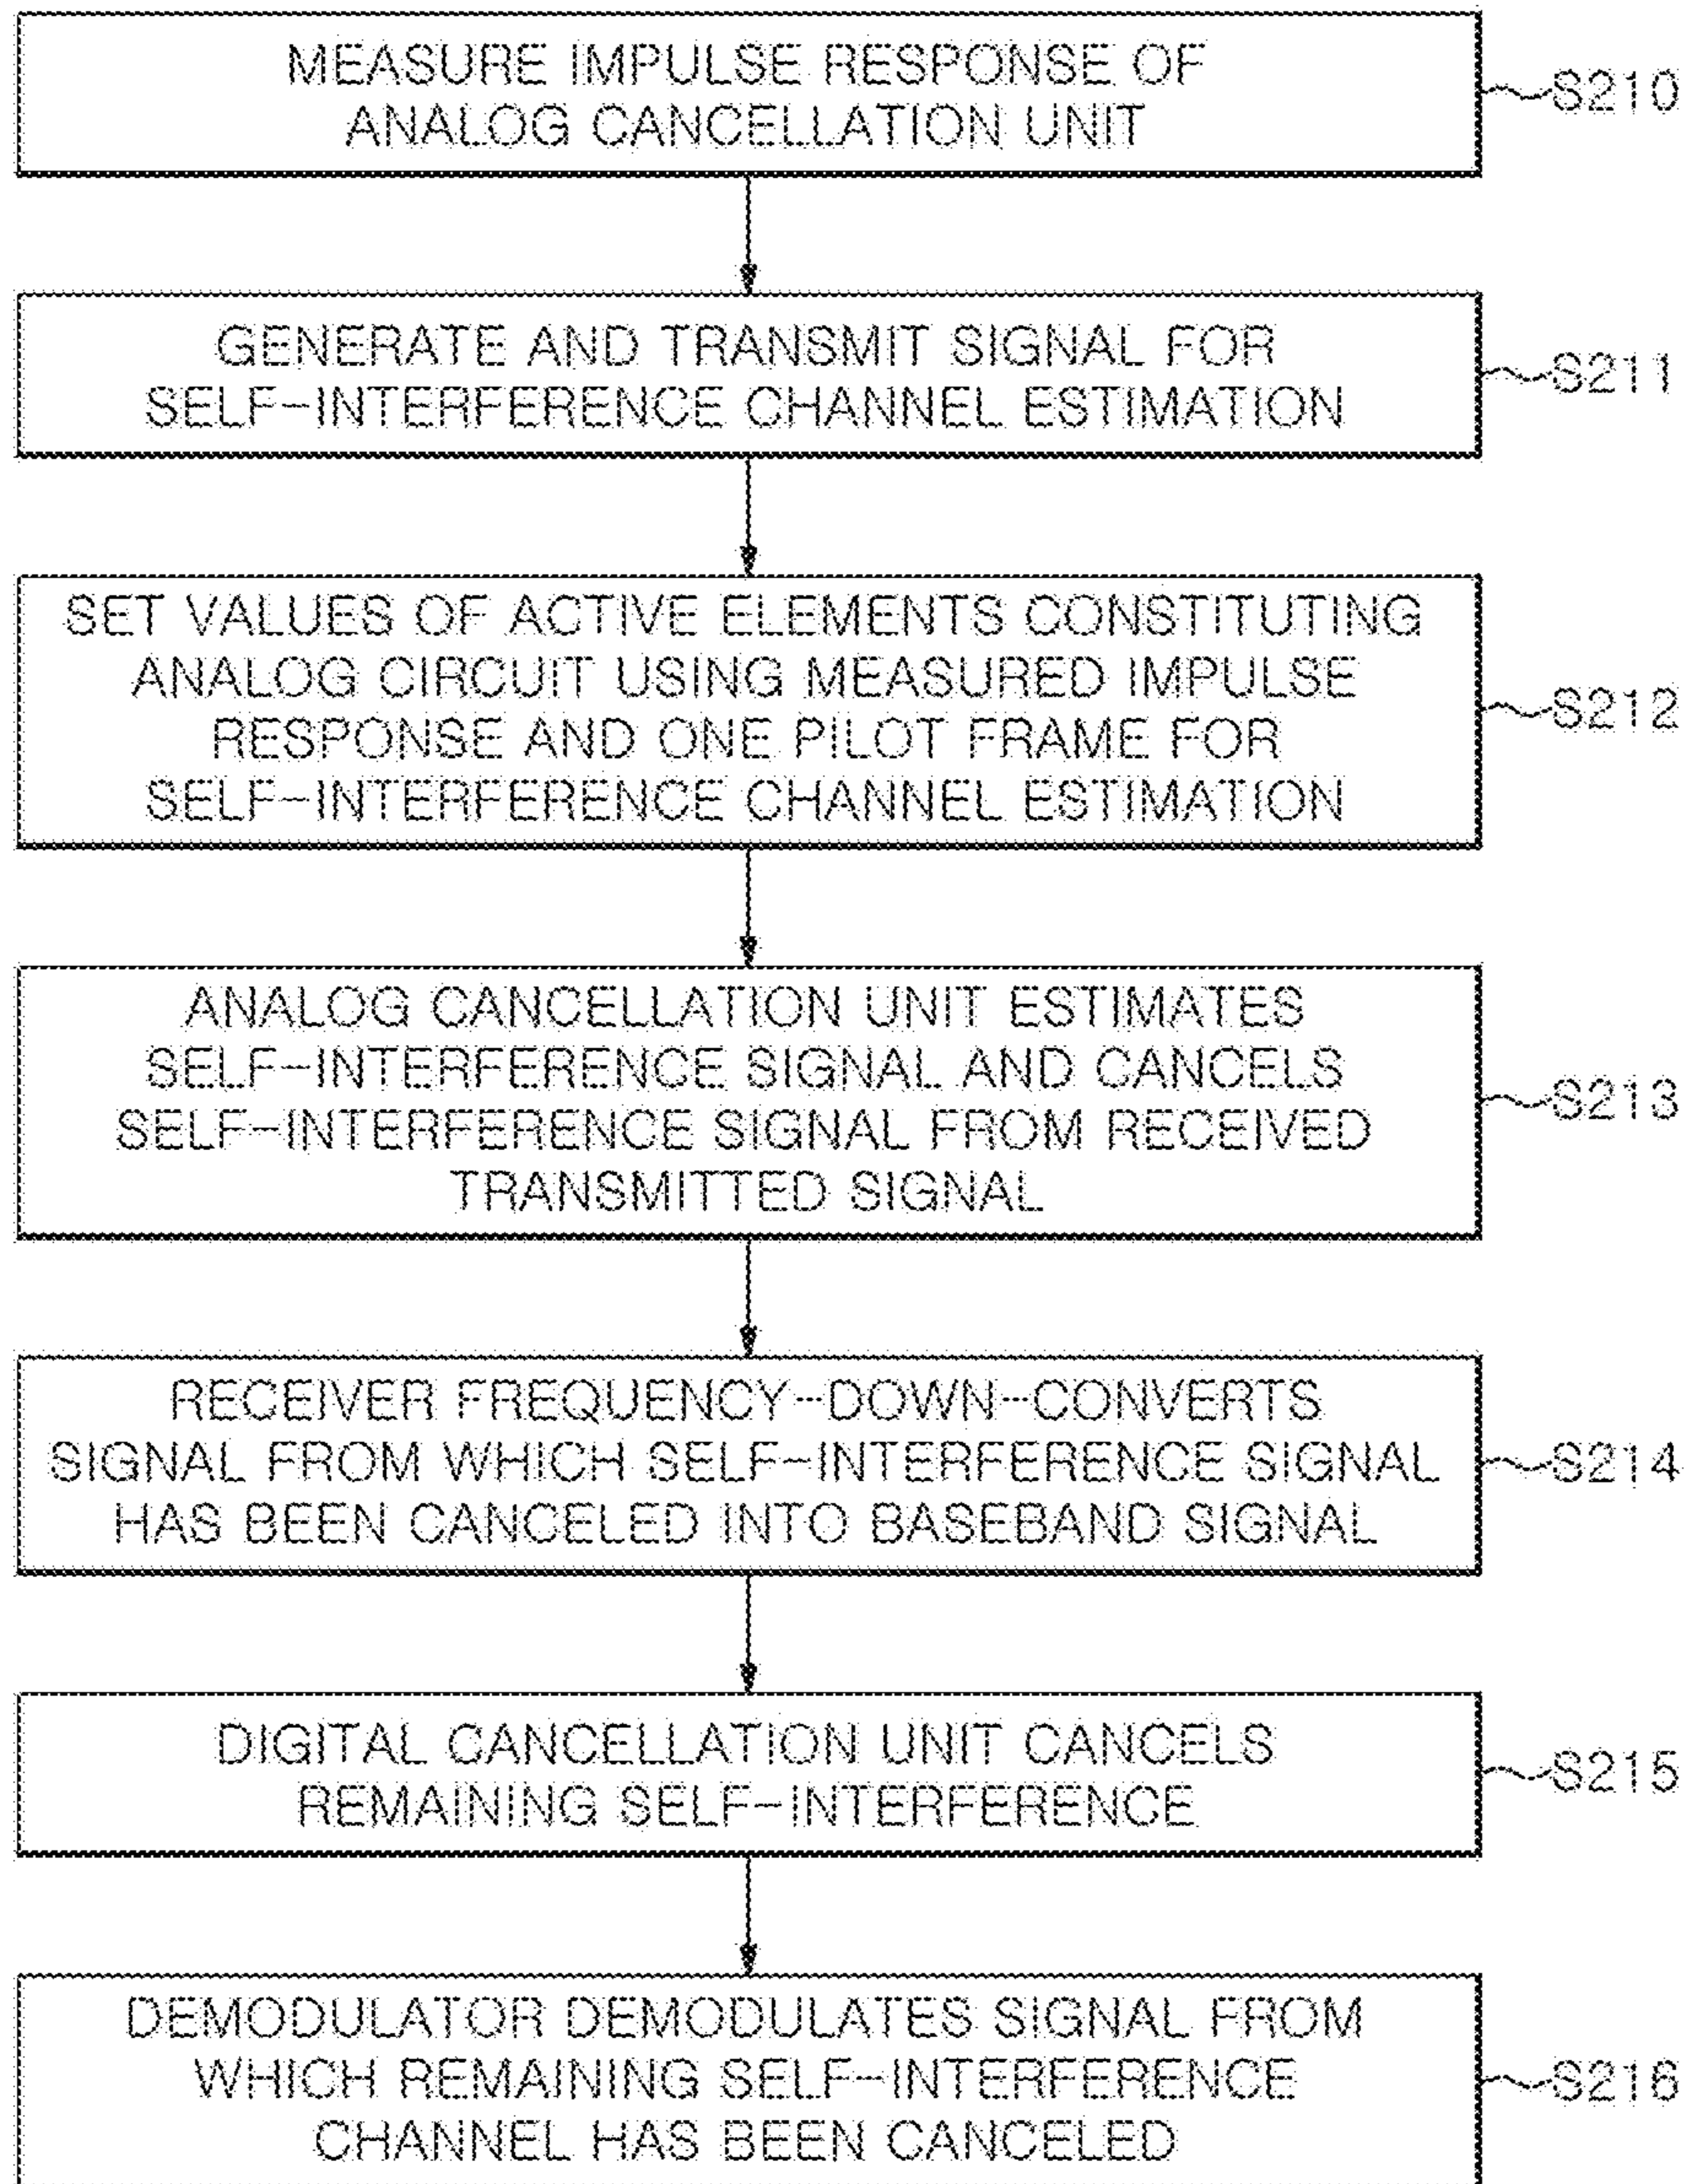 MEASURE IMPULSE RESPONSE OF
ANALOG CANCELLATION UNIT
S210
GENERATE AND TRANSMIT SIGNAL FOR
SELF-INTERFERENCE CHANNEL ESTIMATION
S211
SET VALUES OF ACTIVE ELEMENTS CONSTITUTING
ANALOG CIRCUIT USING MEASURED IMPULSE
RESPONSE AND ONE PILOT FRAME FOR
SELF-INTERFERENCE CHANNEL ESTIMATION
S212
ANALOG CANCELLATION UNIT ESTIMATES
SELF-INTERFERENCE SIGNAL AND CANCELS
SELF-INTERFERENCE SIGNAL FROM RECEIVED
TRANSMITTED SIGNAL
S213
RECEIVER FREQUENCY-DOWN-CONVERTS
SIGNAL FROM WHICH SELF-INTERFERENCE SIGNAL
HAS BEEN CANCELED INTO BASEBAND SIGNAL
S214
DIGITAL CANCELLATION UNIT CANCELS
REMAINING SELF-INTERFERENCE
S215
DEMODULATOR DEMODULATES SIGNAL FROM
WHICH REMAINING SELF-INTERFERENCE
CHANNEL HAS BEEN CANCELED
S216